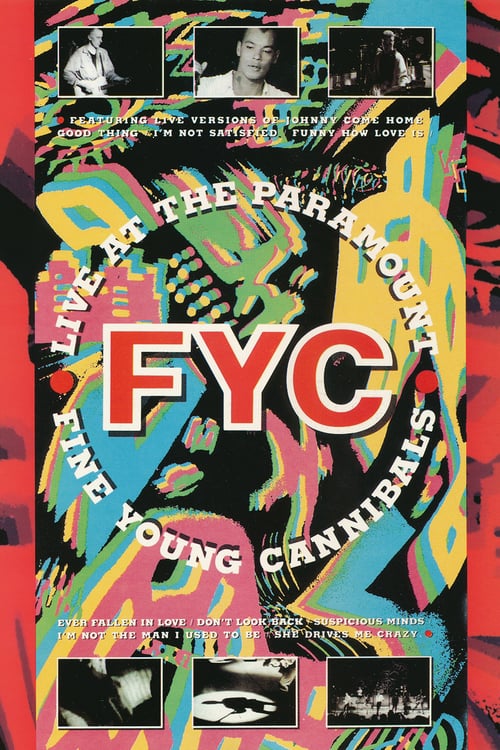 • FEATURING LIVE VERSIONS OF JOHNNY COME HOME
GOOD THING / I'M NOT SATISFIED / FUNNY HOW LOVE IS /
LIVE AT THE PARAMOUNT
FYC
FINE YOUNG CANNIBALS
EVER FALLEN IN LOVE / DON'T LOOK BACK / SUSPICIOUS MINDS
I'M NOT THE MAN I USED TO BE / SHE DRIVES ME CRAZY •